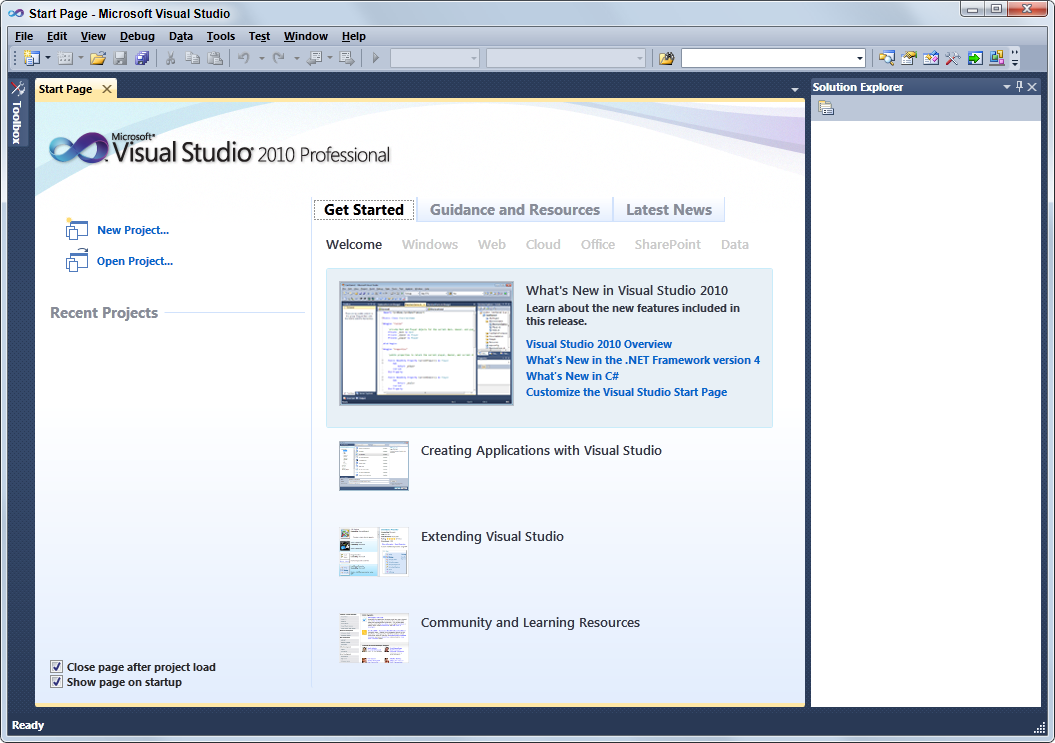 Start Page - Microsoft Visual Studio
File Edit View Debug Data Tools Test Window Help
Toolbox
Start Page
Solution Explorer
Microsoft®
Visual Studio® 2010 Professional
New Project...
Open Project...
Recent Projects
Close page after project load
Show page on startup
Get Started Guidance and Resources Latest News
Welcome Windows Web Cloud Office SharePoint Data
What's New in Visual Studio 2010
Learn about the new features included in
this release.
Visual Studio 2010 Overview
What's New in the .NET Framework version 4
What's New in C#
Customize the Visual Studio Start Page
Creating Applications with Visual Studio
Extending Visual Studio
Community and Learning Resources
Ready